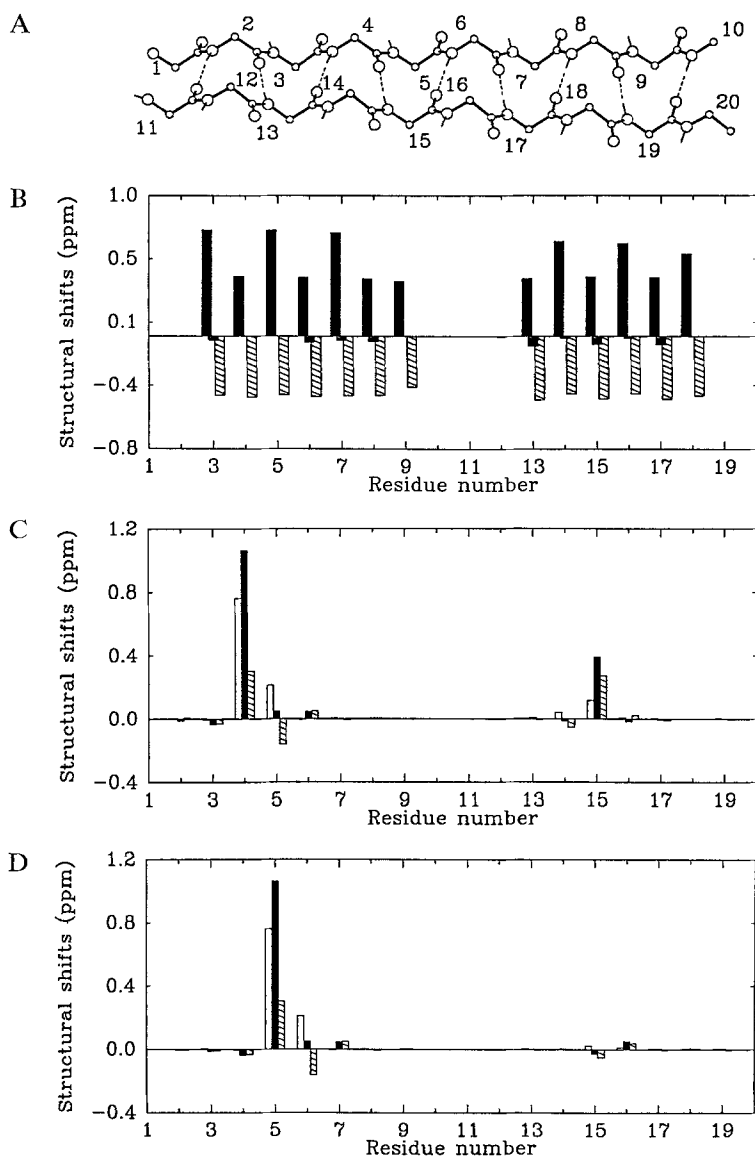 A
2 4 6 8 10
1 12 3 14 5 16 7 18 9
11 13 15 17 19 20
B
Structural shifts (ppm)
1.0
0.5
0.1
−0.4
−0.8
1 3 5 7 9 11 13 15 17 19
Residue number
C
Structural shifts (ppm)
1.2
0.8
0.4
0.0
−0.4
1 3 5 7 9 11 13 15 17 19
Residue number
D
Structural shifts (ppm)
1.2
0.8
0.4
0.0
−0.4
1 3 5 7 9 11 13 15 17 19
Residue number